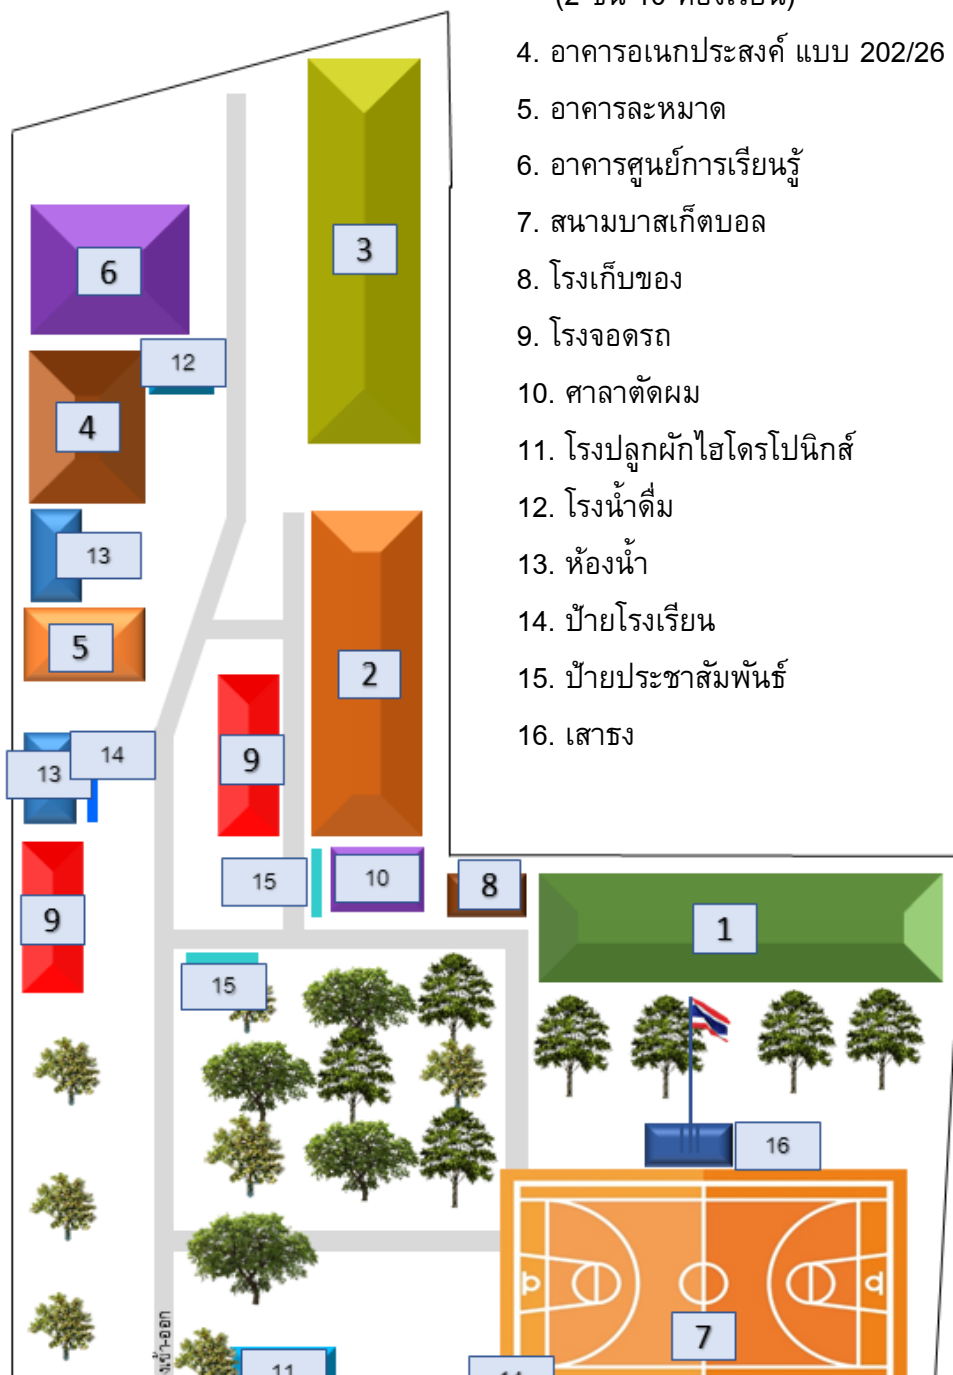 4. อาคารอเนกประสงค์ แบบ 202/26
5. อาคารละหมาด
6. อาคารศูนย์การเรียนรู้
7. สนามบาสเก็ตบอล
8. โรงเก็บของ
9. โรงจอดรถ
10. ศาลาตัดผม
11. โรงปลูกผักไฮโดรโปนิกส์
12. โรงน้ำดื่ม
13. ห้องน้ำ
14. ป้ายโรงเรียน
15. ป้ายประชาสัมพันธ์
16. เสาธง
3
6
12
4
13
5
2
9
14
13
15
10
8
9
1
15
16
7
11